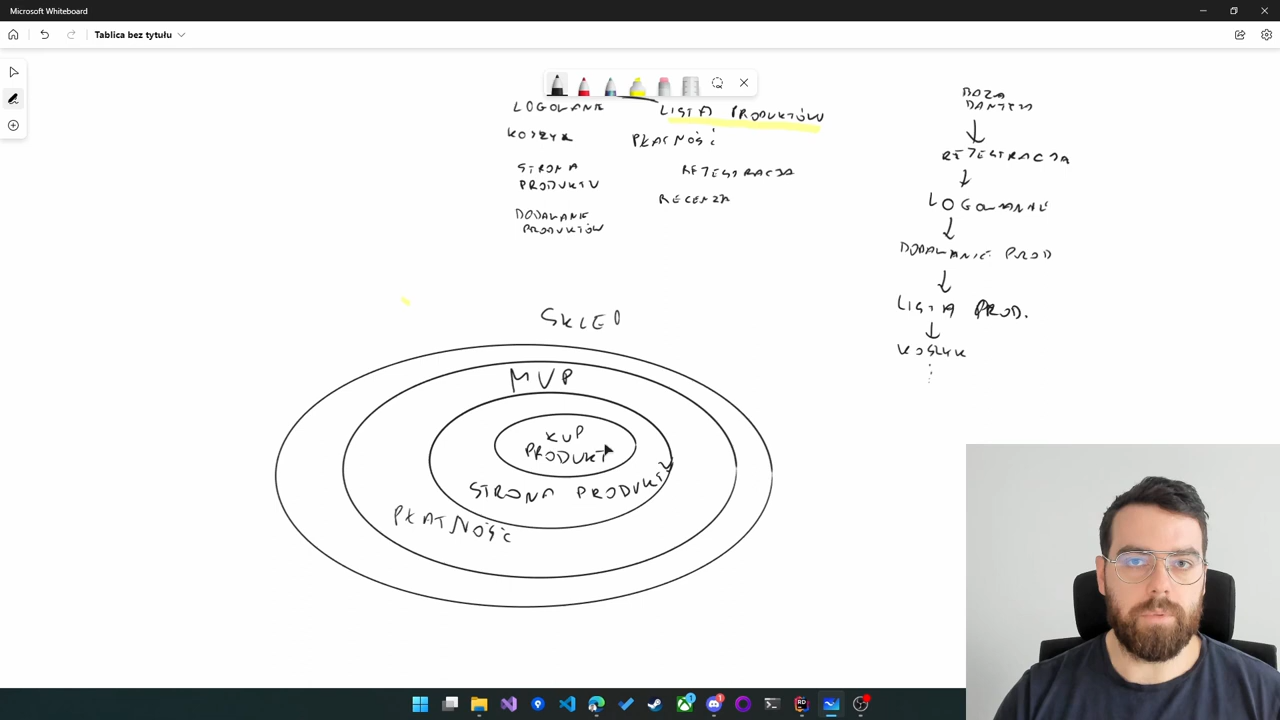 Microsoft Whiteboard
Tablica bez tytułu
LOGOWANIE
LISTA PRODUKTÓW
KOSZYK
PŁATNOŚĆ
STRONA
PRODUKTU
REJESTRACJA
RECENZJE
DODAWANIE
PRODUKTÓW
BAZA
DANYCH
REJESTRACJA
LOGOWANIE
DODAWANIE PROD
LISTA PROD.
KOSZYK
SKLEP
MVP
KUP
PRODUKT
STRONA PRODUKTU
PŁATNOŚĆ